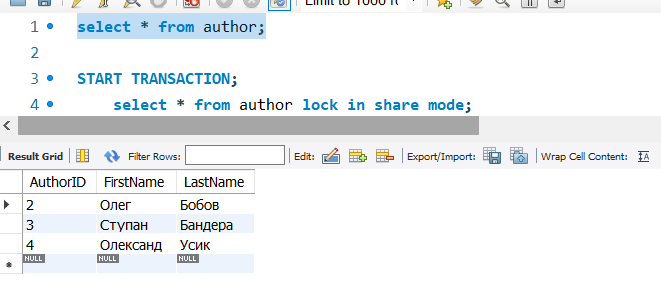 Limit to 1000 r
1 select * from author;
2
3 START TRANSACTION;
4 select * from author lock in share mode;
Result Grid Filter Rows: Edit: Export/Import: Wrap Cell Content: IA
AuthorID FirstName LastName
2 Олег Бобов
3 Ступан Бандера
4 Олександ Усик
NULL NULL NULL